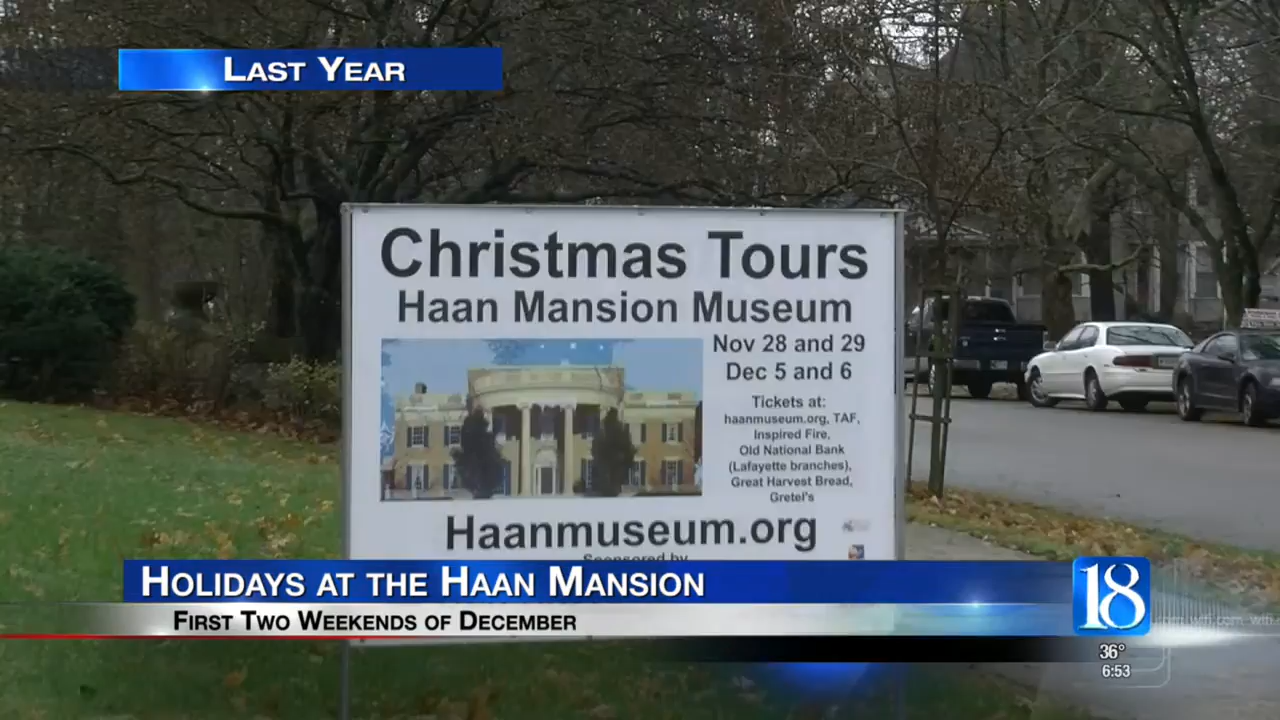 LAST YEAR
Christmas Tours
Haan Mansion Museum
Nov 28 and 29
Dec 5 and 6
Tickets at:
haanmuseum.org, TAF,
Inspired Fire,
Old National Bank
(Lafayette branches),
Great Harvest Bread,
Gretel's
Haanmuseum.org
Sponsored by
HOLIDAYS AT THE HAAN MANSION
FIRST TWO WEEKENDS OF DECEMBER
18
36°
6:53